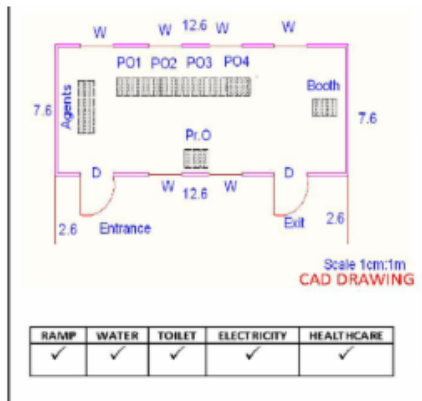 W W 12.6 W W
PO1 PO2 PO3 PO4
Agents
Booth
7.6
7.6
Pr.O
D W 12.6 W D
2.6 Entrance Exit 2.6
Scale 1cm:1m
CAD DRAWING
RAMP WATER TOILET ELECTRICITY HEALTHCARE
✓ ✓ ✓ ✓ ✓